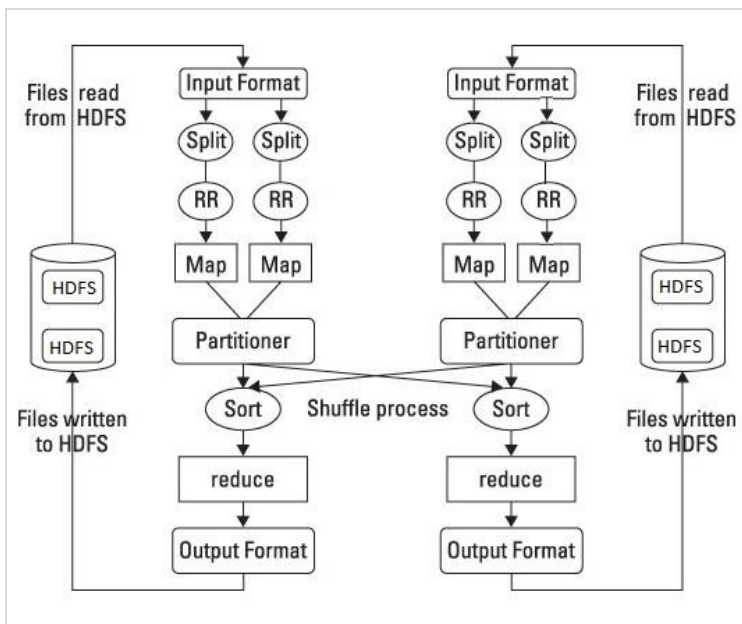 Input Format
Input Format
Files read
from HDFS
Files read
from HDFS
Split
Split
Split
Split
RR
RR
RR
RR
Map
Map
Map
Map
HDFS
HDFS
HDFS
HDFS
Partitioner
Partitioner
Sort
Shuffle process
Sort
Files written
to HDFS
Files written
to HDFS
reduce
reduce
Output Format
Output Format